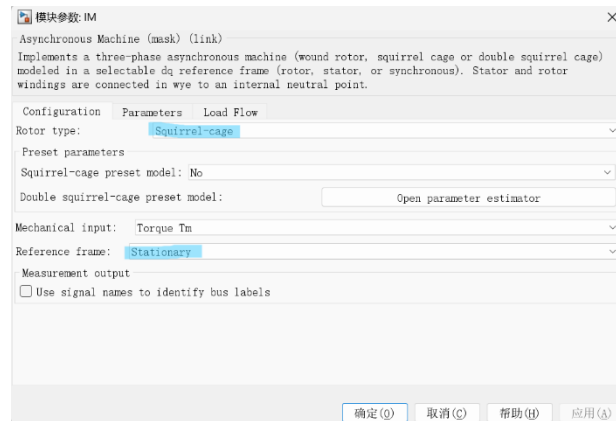 模块参数: IM
Asynchronous Machine (mask) (link)
Implements a three-phase asynchronous machine (wound rotor, squirrel cage or double squirrel cage)
modeled in a selectable dq reference frame (rotor, stator, or synchronous). Stator and rotor
windings are connected in wye to an internal neutral point.
Configuration Parameters Load Flow
Rotor type: Squirrel-cage
Preset parameters
Squirrel-cage preset model: No
Double squirrel-cage preset model: Open parameter estimator
Mechanical input: Torque Tm
Reference frame: Stationary
Measurement output
Use signal names to identify bus labels
确定(O) 取消(C) 帮助(H) 应用(A)